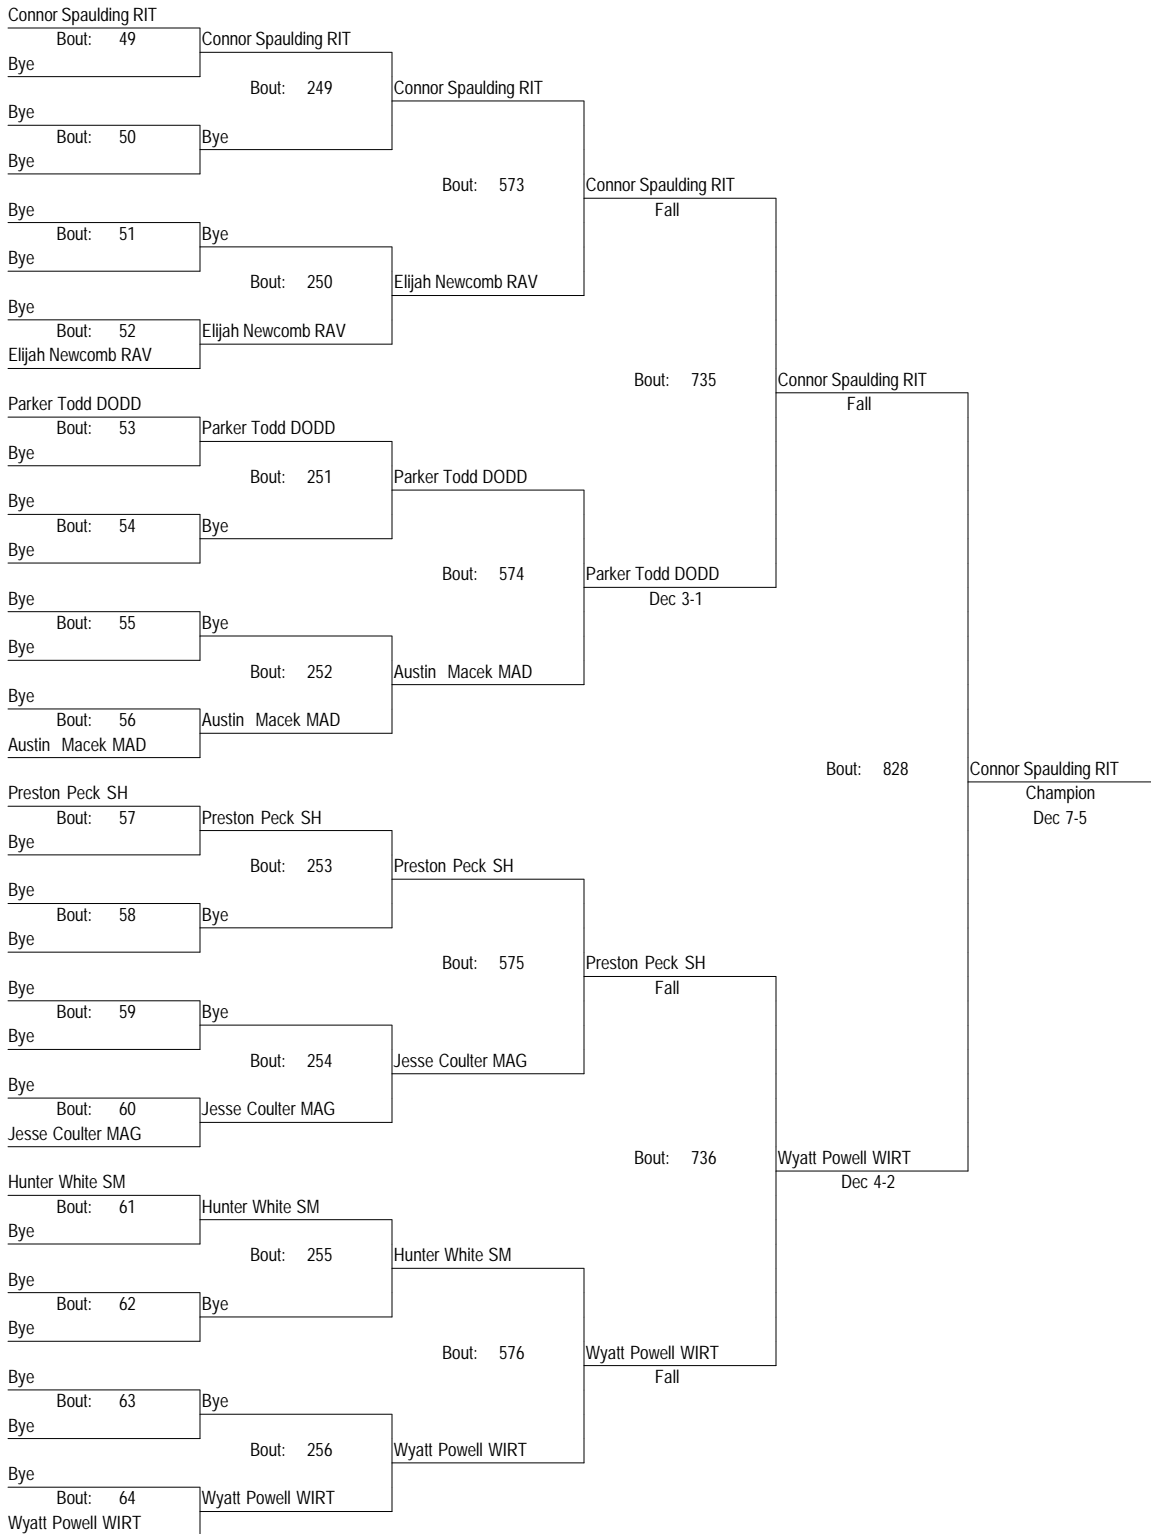 Connor Spaulding RIT
Bout: 49
Connor Spaulding RIT
Bye
Bout: 249
Connor Spaulding RIT
Bye
Bout: 50
Bye
Bye
Bout: 573
Connor Spaulding RIT
Bye
Fall
Bout: 51
Bye
Bye
Bout: 250
Elijah Newcomb RAV
Bye
Bout: 52
Elijah Newcomb RAV
Elijah Newcomb RAV
Bout: 735
Connor Spaulding RIT
Parker Todd DODD
Fall
Bout: 53
Parker Todd DODD
Bye
Bout: 251
Parker Todd DODD
Bye
Bout: 54
Bye
Bye
Bout: 574
Parker Todd DODD
Bye
Dec 3-1
Bout: 55
Bye
Bye
Bout: 252
Austin Macek MAD
Bye
Bout: 56
Austin Macek MAD
Austin Macek MAD
Bout: 828
Connor Spaulding RIT
Preston Peck SH
Champion
Bout: 57
Preston Peck SH
Dec 7-5
Bye
Bout: 253
Preston Peck SH
Bye
Bout: 58
Bye
Bye
Bout: 575
Preston Peck SH
Bye
Fall
Bout: 59
Bye
Bye
Bout: 254
Jesse Coulter MAG
Bye
Bout: 60
Jesse Coulter MAG
Jesse Coulter MAG
Bout: 736
Wyatt Powell WIRT
Hunter White SM
Dec 4-2
Bout: 61
Hunter White SM
Bye
Bout: 255
Hunter White SM
Bye
Bout: 62
Bye
Bye
Bout: 576
Wyatt Powell WIRT
Bye
Fall
Bout: 63
Bye
Bye
Bout: 256
Wyatt Powell WIRT
Bye
Bout: 64
Wyatt Powell WIRT
Wyatt Powell WIRT